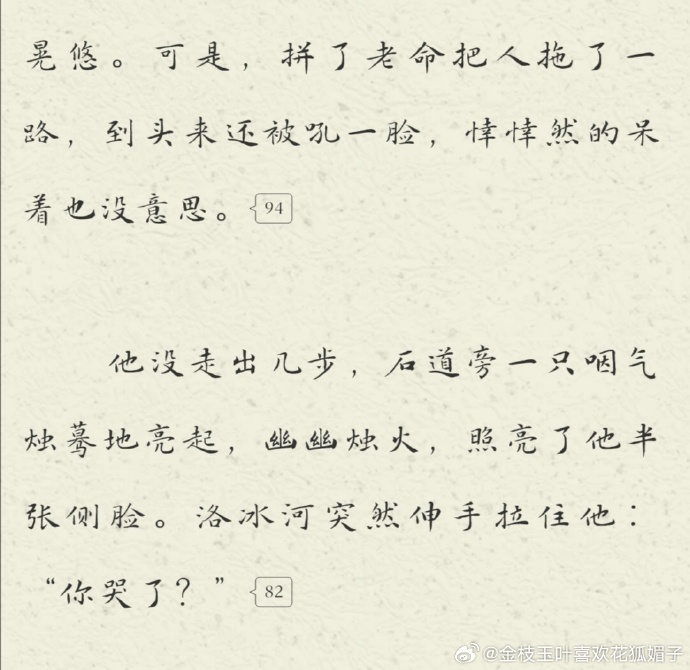 晃悠。可是，拼了老命把人拖了一
路，到头来还被吼一脸，悻悻然的呆
着也没意思。 94
他没走出几步，石道旁一只咽气
烛蓦地亮起，幽幽烛火，照亮了他半
张侧脸。洛冰河突然伸手拉住他：
“你哭了？” 82
@金枝玉叶喜欢花狐媚子